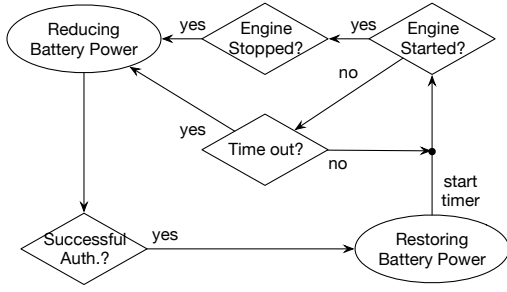 Reducing
Battery Power
yes
Engine
Stopped?
yes
Engine
Started?
no
yes
Time out?
no
start
timer
Successful
Auth.?
yes
Restoring
Battery Power